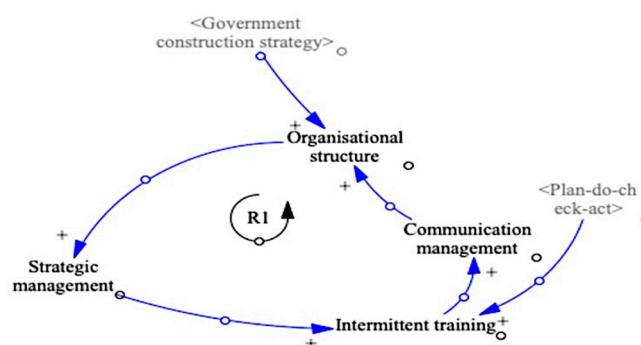 <Government
construction strategy>
+
Organisational
structure
+
<Plan-do-ch
eck-act>
R1
Communication
management
+
+
Strategic
management
+
Intermittent training
+